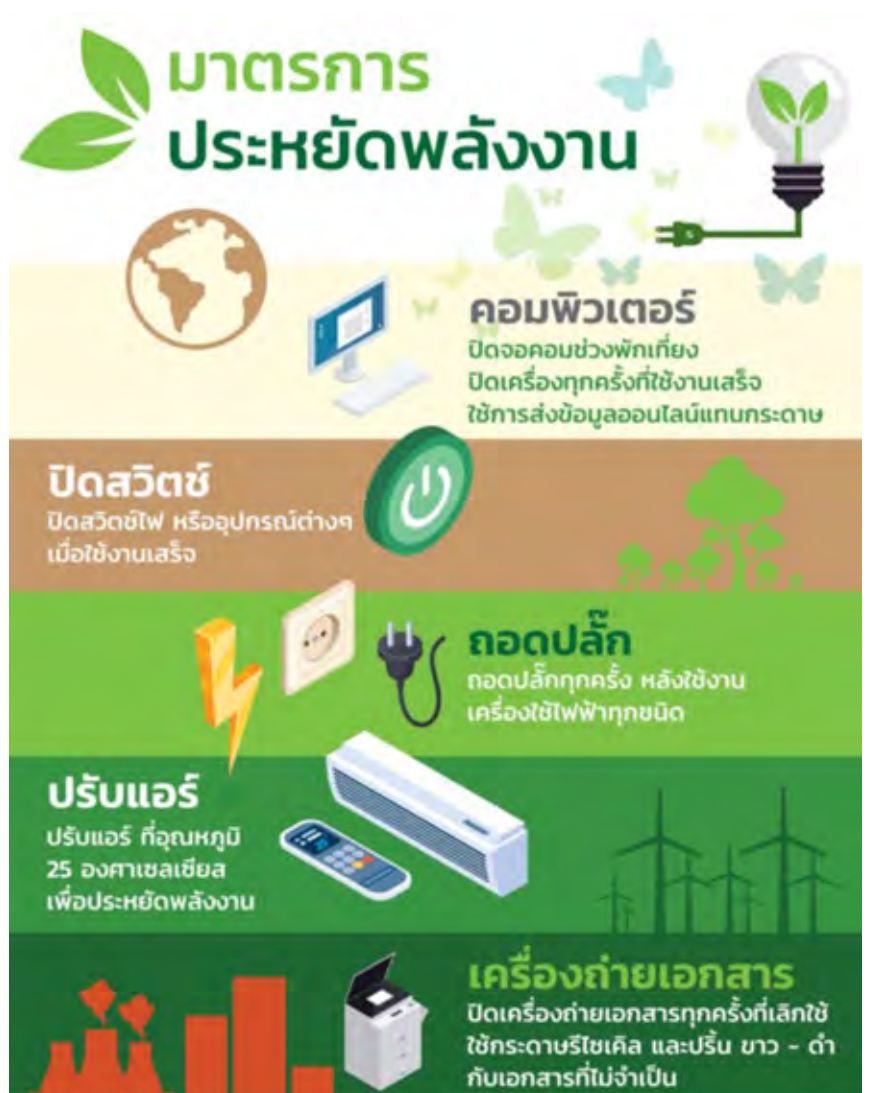 มาตรการ
ประหยัดพลังงาน
คอมพิวเตอร์
ปิดจอคอมช่วงพักเที่ยง
ปิดเครื่องทุกครั้งที่ใช้งานเสร็จ
ใช้การส่งข้อมูลออนไลน์แทนกระดาษ
ปิดสวิตช์
ปิดสวิตช์ไฟ หรืออุปกรณ์ต่างๆ
เมื่อใช้งานเสร็จ
ถอดปลั๊ก
ถอดปลั๊กทุกครั้ง หลังใช้งาน
เครื่องใช้ไฟฟ้าทุกชนิด
ปรับแอร์
ปรับแอร์ ที่อุณหภูมิ
25 องศาเซลเซียส
เพื่อประหยัดพลังงาน
เครื่องถ่ายเอกสาร
ปิดเครื่องถ่ายเอกสารทุกครั้งที่เลิกใช้
ใช้กระดาษรีไซเคิล และปริ้น ขาว - ดำ
กับเอกสารที่ไม่จำเป็น